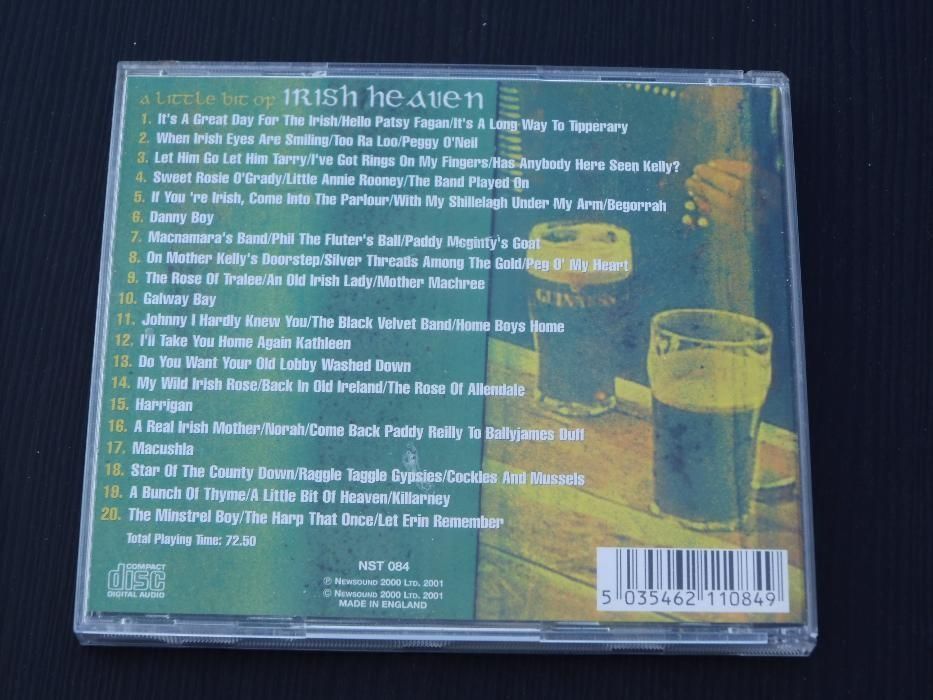 a little bit of IRISH HEAVEN
1. It's A Great Day For The Irish/Hello Patsy Fagan/It's A Long Way To Tipperary
2. When Irish Eyes Are Smiling/Too Ra Loo/Peggy O'Neil
3. Let Him Go Let Him Tarry/I've Got Rings On My Fingers/Has Anybody Here Seen Kelly?
4. Sweet Rosie O'Grady/Little Annie Rooney/The Band Played On
5. If You 're Irish, Come Into The Parlour/With My Shillelagh Under My Arm/Begorrah
6. Danny Boy
7. Macnamara's Band/Phil The Fluter's Ball/Paddy Mcginty's Goat
8. On Mother Kelly's Doorstep/Silver Threads Among The Gold/Peg O' My Heart
9. The Rose Of Tralee/An Old Irish Lady/Mother Machree
10. Galway Bay
11. Johnny I Hardly Knew You/The Black Velvet Band/Home Boys Home
12. I'll Take You Home Again Kathleen
13. Do You Want Your Old Lobby Washed Down
14. My Wild Irish Rose/Back In Old Ireland/The Rose Of Allendale
15. Harrigan
16. A Real Irish Mother/Norah/Come Back Paddy Reilly To Ballyjames Duff
17. Macushla
18. Star Of The County Down/Raggle Taggle Gypsies/Cockles And Mussels
19. A Bunch Of Thyme/A Little Bit Of Heaven/Killarney
20. The Minstrel Boy/The Harp That Once/Let Erin Remember
Total Playing Time: 72.50
GUINNESS
COMPACT
disc
DIGITAL AUDIO
NST 084
℗ Newsound 2000 Ltd. 2001
© Newsound 2000 Ltd. 2001
MADE IN ENGLAND
5 035462 110849